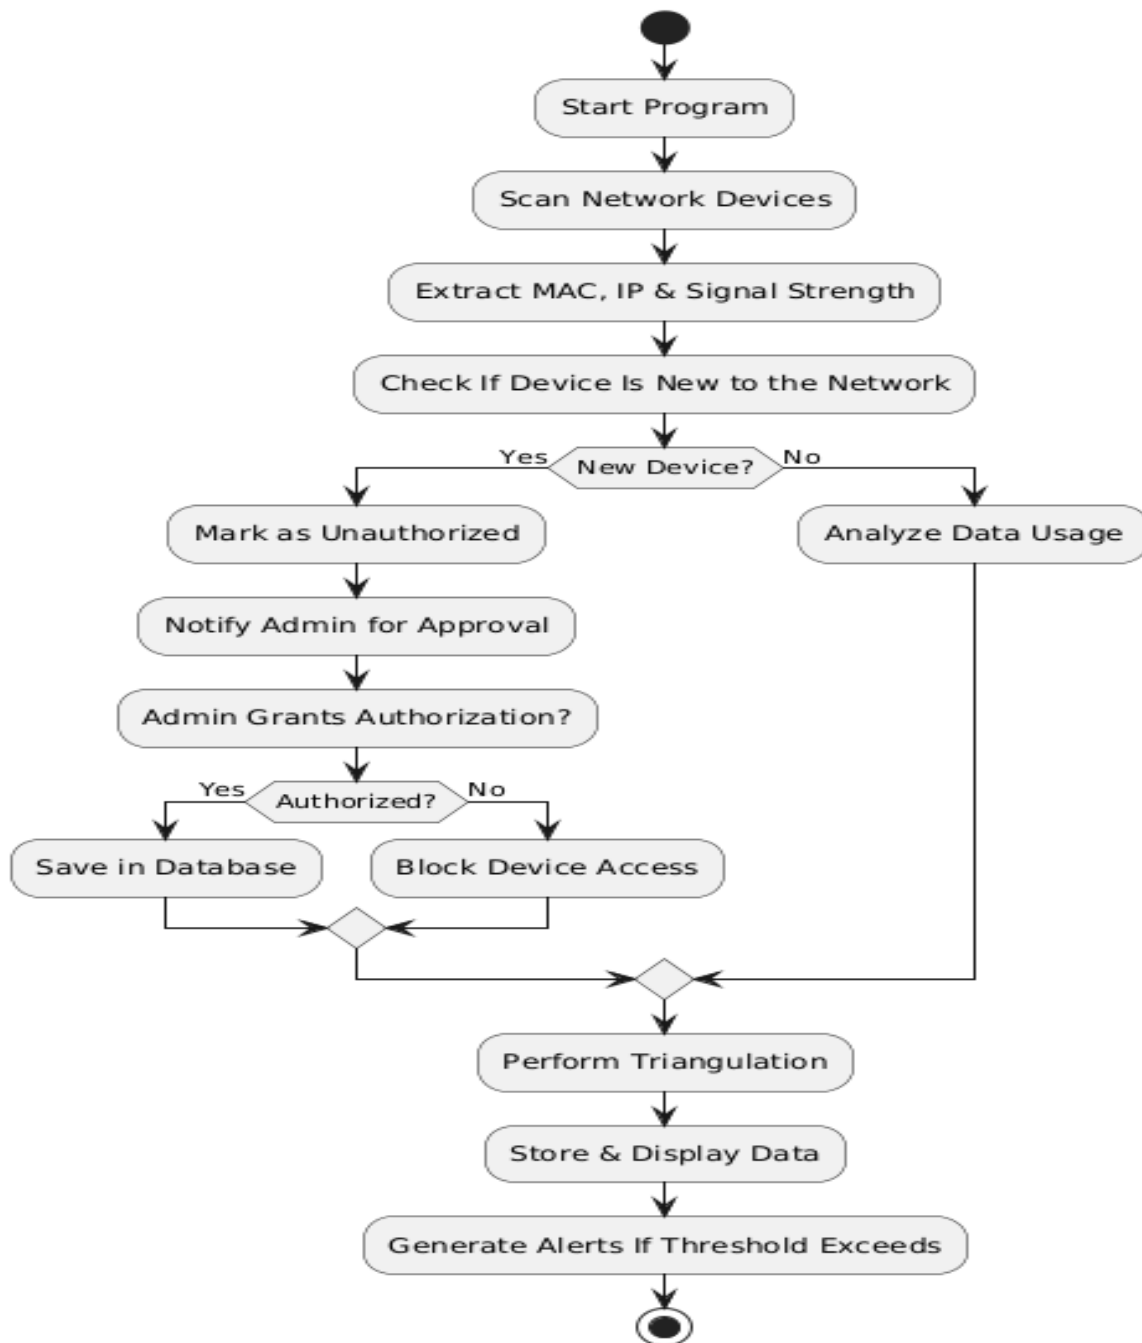 Start Program
Scan Network Devices
Extract MAC, IP & Signal Strength
Check If Device Is New to the Network
Yes
New Device?
No
Mark as Unauthorized
Analyze Data Usage
Notify Admin for Approval
Admin Grants Authorization?
Yes
Authorized?
No
Save in Database
Block Device Access
Perform Triangulation
Store & Display Data
Generate Alerts If Threshold Exceeds